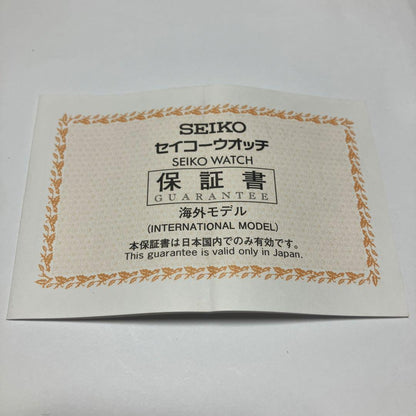 SEIKO
セイコーウオッチ
SEIKO WATCH
保証書
GUARANTEE
海外モデル
(INTERNATIONAL MODEL)
本保証書は日本国内でのみ有効です。
This guarantee is valid only in Japan.